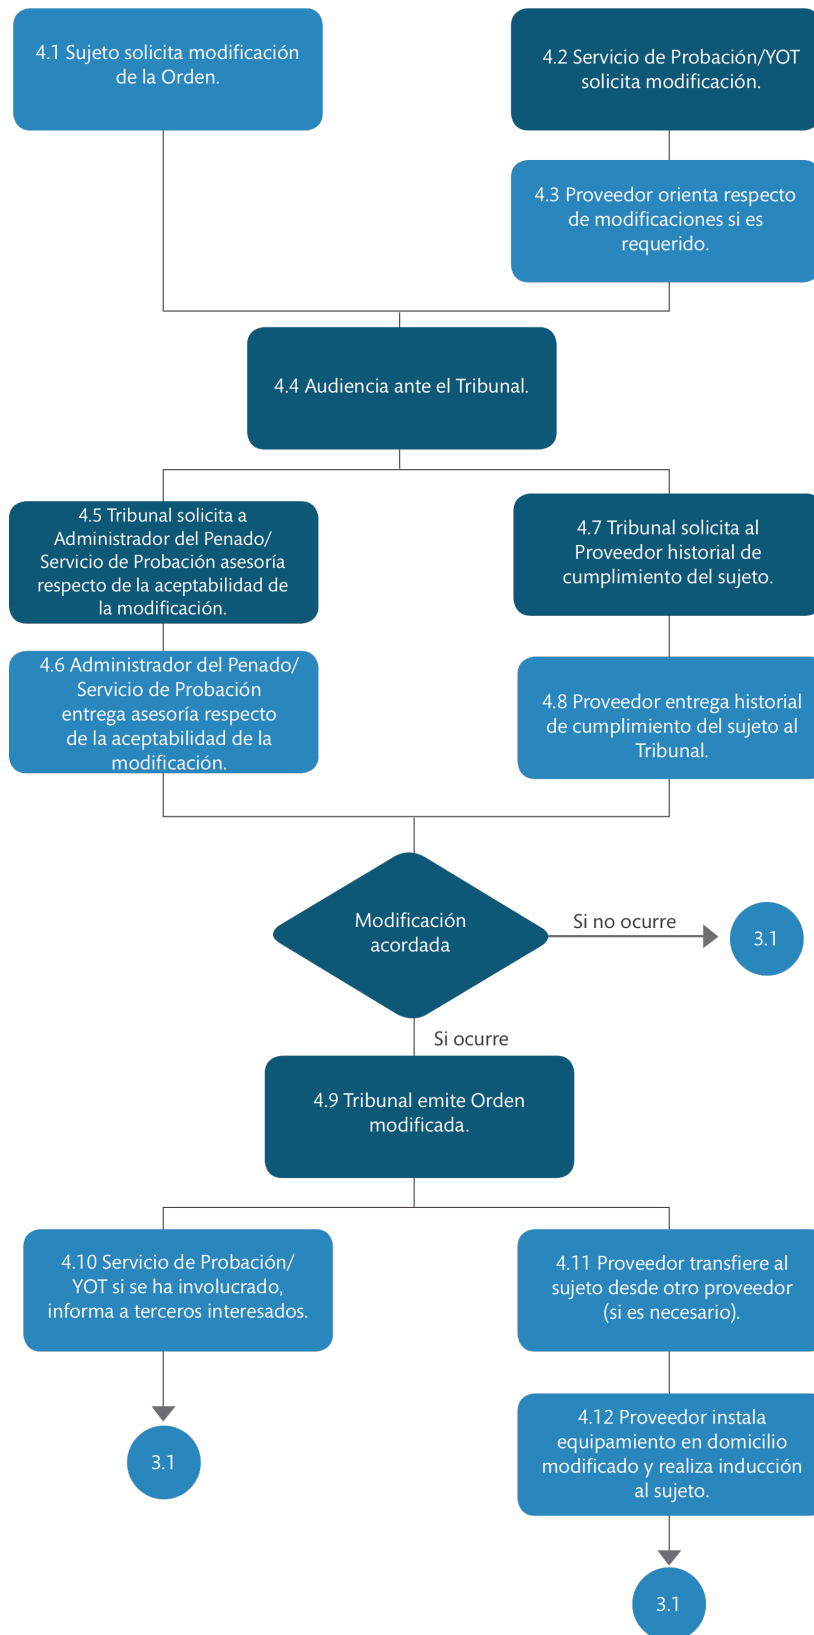 4.1 Sujeto solicita modificación
de la Orden.
4.2 Servicio de Probación/YOT
solicita modificación.
4.3 Proveedor orienta respecto
de modificaciones si es
requerido.
4.4 Audiencia ante el Tribunal.
4.5 Tribunal solicita a
Administrador del Penado/
Servicio de Probación asesoría
respecto de la aceptabilidad de
la modificación.
4.7 Tribunal solicita al
Proveedor historial de
cumplimiento del sujeto.
4.6 Administrador del Penado/
Servicio de Probación
entrega asesoría respecto
de la aceptabilidad de la
modificación.
4.8 Proveedor entrega historial
de cumplimiento del sujeto al
Tribunal.
Modificación
acordada
Si no ocurre
3.1
Si ocurre
4.9 Tribunal emite Orden
modificada.
4.10 Servicio de Probación/
YOT si se ha involucrado,
informa a terceros interesados.
4.11 Proveedor transfiere al
sujeto desde otro proveedor
(si es necesario).
3.1
4.12 Proveedor instala
equipamiento en domicilio
modificado y realiza inducción
al sujeto.
3.1